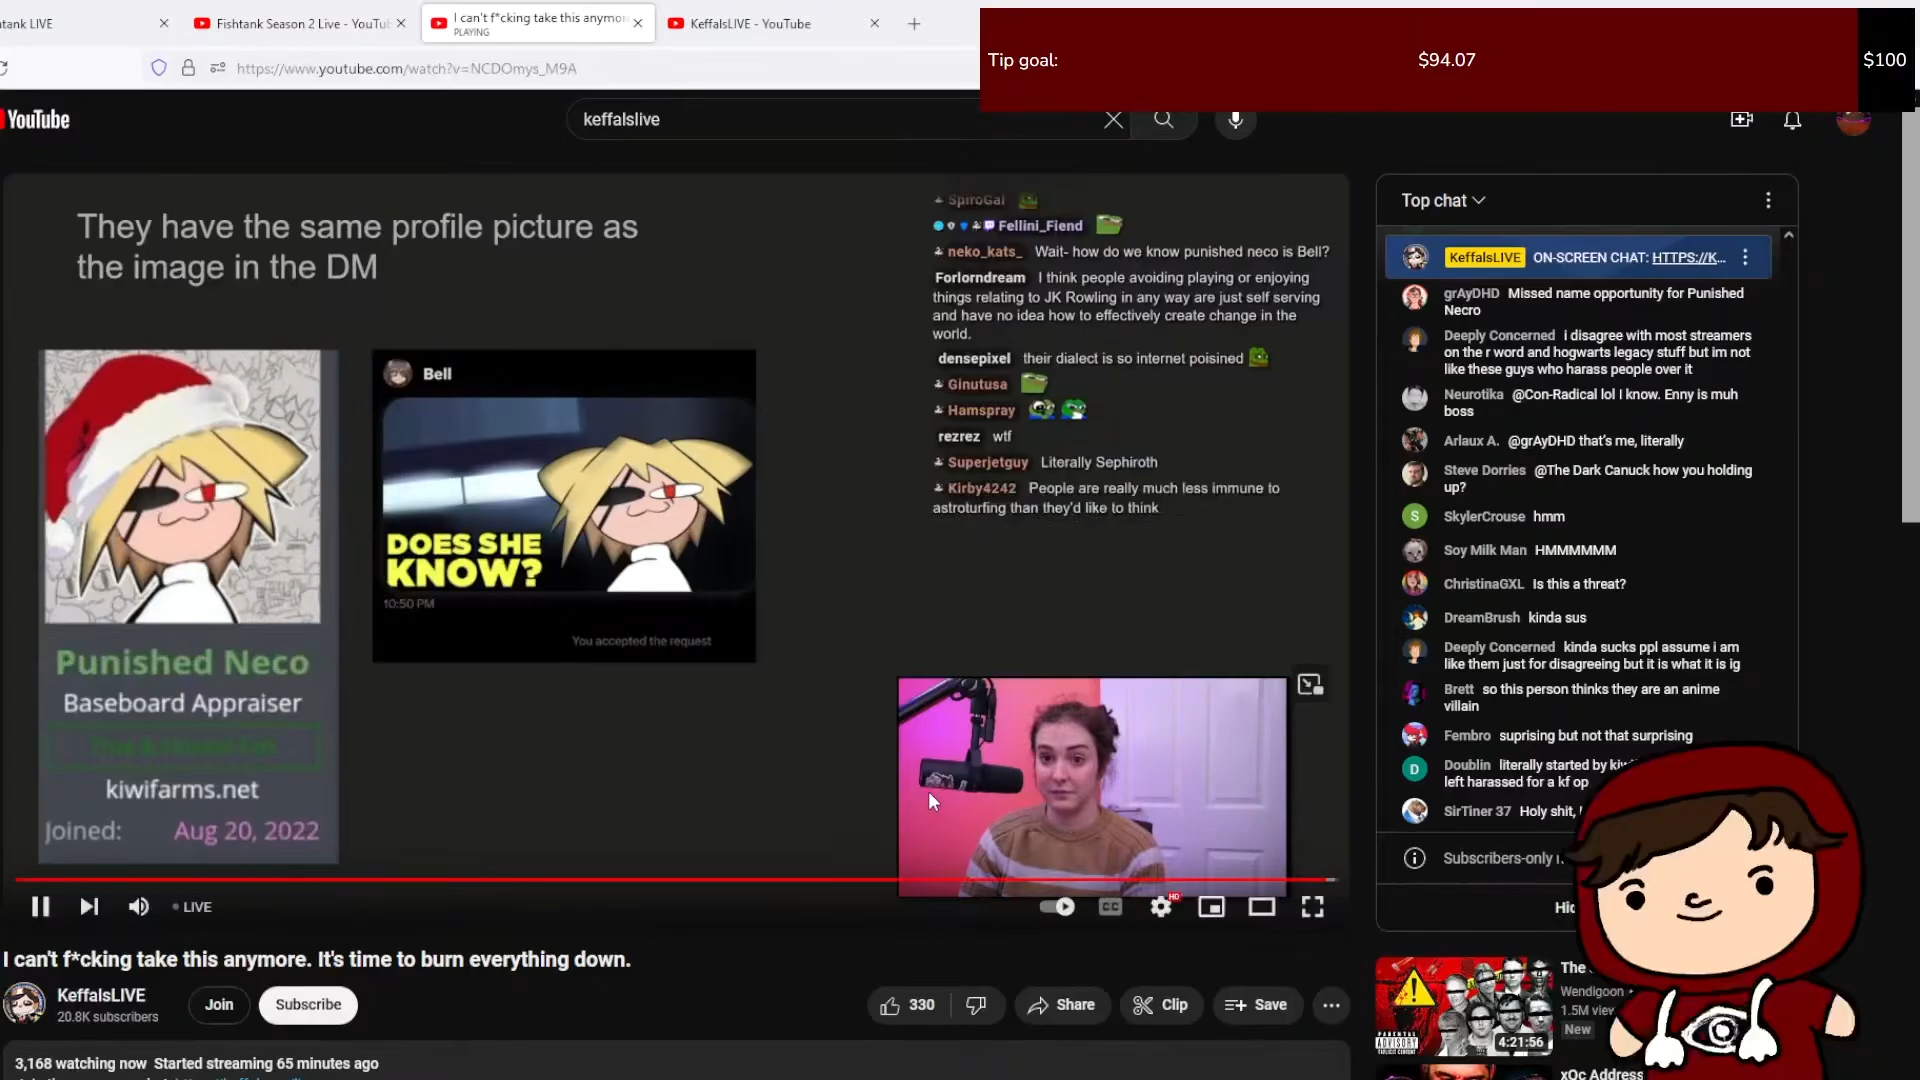 tank LIVE
Fishtank Season 2 Live - YouTu
I can't f*cking take this anymor
PLAYING
KeffalsLIVE - YouTube
https://www.youtube.com/watch?v=NCDOmys_M9A
Tip goal:
$94.07
$100
YouTube
keffalslive
They have the same profile picture as
the image in the DM
SpiroGal
Fellini_Fiend
neko_kats_ Wait- how do we know punished neco is Bell?
Forlorndream I think people avoiding playing or enjoying
things relating to JK Rowling in any way are just self serving
and have no idea how to effectively create change in the
world.
densepixel their dialect is so internet poisined
Ginutusa
Hamspray
rezrez wtf
Superjetguy Literally Sephiroth
Kirby4242 People are really much less immune to
astroturfing than they'd like to think
Bell
DOES SHE
KNOW?
10:50 PM
You accepted the request
Punished Neco
Baseboard Appraiser
kiwifarms.net
Joined: Aug 20, 2022
LIVE
HD
CC
Top chat
KeffalsLIVE ON-SCREEN CHAT: HTTPS://K...
grAyDHD Missed name opportunity for Punished
Necro
Deeply Concerned i disagree with most streamers
on the r word and hogwarts legacy stuff but im not
like these guys who harass people over it
Neurotika @Con-Radical lol I know. Enny is muh
boss
Arlaux A. @grAyDHD that's me, literally
Steve Dorries @The Dark Canuck how you holding
up?
S
SkylerCrouse hmm
Soy Milk Man HMMMMMM
ChristinaGXL Is this a threat?
DreamBrush kinda sus
Deeply Concerned kinda sucks ppl assume i am
like them just for disagreeing but it is what it is ig
Brett so this person thinks they are an anime
villain
Fembro suprising but not that surprising
D
Doublin literally started by ki
left harassed for a kf op
SirTiner 37 Holy shit,
Subscribers-only
Hi
I can't f*cking take this anymore. It's time to burn everything down.
KeffalsLIVE
20.8K subscribers
Join
Subscribe
330
Share
Clip
Save
3,168 watching now Started streaming 65 minutes ago
PARENTAL
ADVISORY
EXPLICIT CONTENT
4:21:56
The
Wendigoon
1.5M view
New
xQc Address